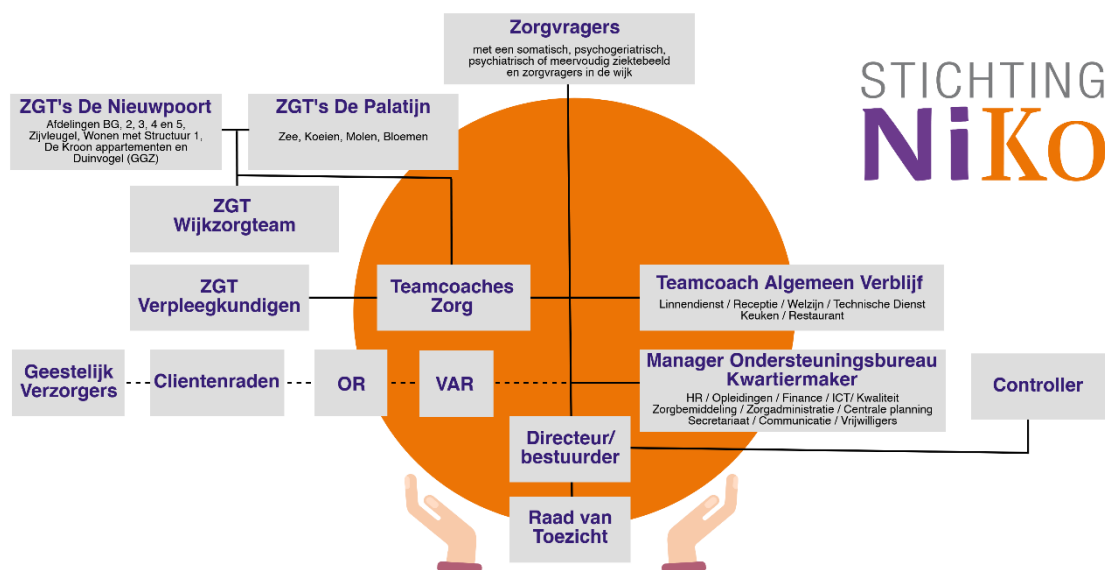 Zorgvragers
met een somatisch, psychogeriatrisch,
psychiatrisch of meervoudig ziektebeeld
en zorgvragers in de wijk
STICHTING
NiKo
ZGT's De Nieuwpoort
Afdelingen BG, 2, 3, 4 en 5,
Zijvleugel, Wonen met Structuur 1,
De Kroon appartementen en
Duinvogel (GGZ)
ZGT's De Palatijn
Zee, Koeien, Molen, Bloemen
ZGT
Wijkzorgteam
ZGT
Verpleegkundigen
Teamcoaches
Zorg
Teamcoach Algemeen Verblijf
Linnendienst / Receptie / Welzijn / Technische Dienst
Keuken / Restaurant
Geestelijk
Verzorgers
Clientenraden
OR
VAR
Manager Ondersteuningsbureau
Kwartiermaker
HR / Opleidingen / Finance / ICT/ Kwaliteit
Zorgbemiddeling / Zorgadministratie / Centrale planning
Secretariaat / Communicatie / Vrijwilligers
Controller
Directeur/
bestuurder
Raad van
Toezicht